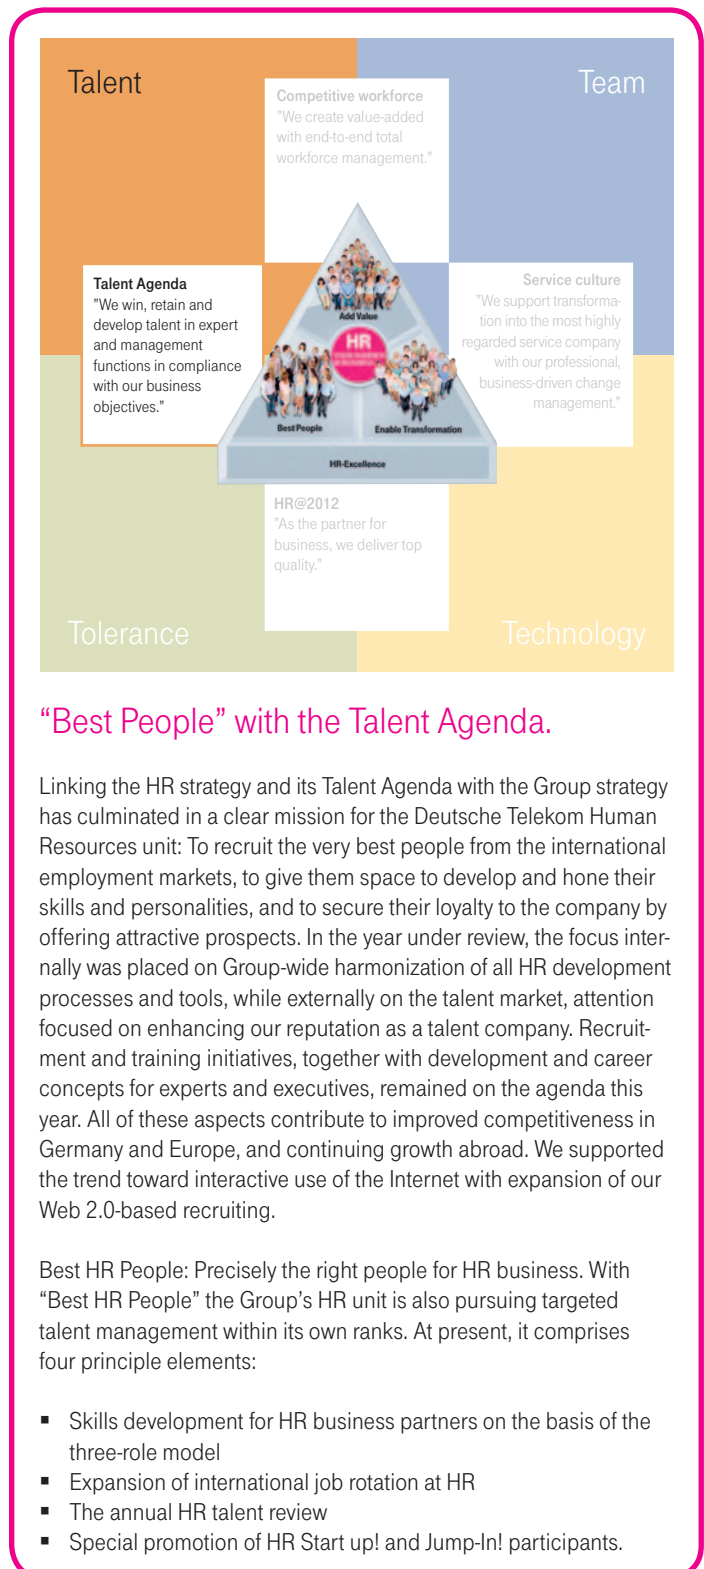 Talent
Team
Competitive workforce
"We create value-added
with end-to-end total
workforce management."
Talent Agenda
"We win, retain and
develop talent in expert
and management
functions in compliance
with our business
objectives."
Service culture
"We support transforma-
tion into the most highly
regarded service company
with our professional,
business-driven change
management."
Add Value
HR
Best People
Enable Transformation
HR-Excellence
HR@2012
"As the partner for
business, we deliver top
quality."
Tolerance
Technology
“Best People” with the Talent Agenda.
Linking the HR strategy and its Talent Agenda with the Group strategy
has culminated in a clear mission for the Deutsche Telekom Human
Resources unit: To recruit the very best people from the international
employment markets, to give them space to develop and hone their
skills and personalities, and to secure their loyalty to the company by
offering attractive prospects. In the year under review, the focus inter-
nally was placed on Group-wide harmonization of all HR development
processes and tools, while externally on the talent market, attention
focused on enhancing our reputation as a talent company. Recruit-
ment and training initiatives, together with development and career
concepts for experts and executives, remained on the agenda this
year. All of these aspects contribute to improved competitiveness in
Germany and Europe, and continuing growth abroad. We supported
the trend toward interactive use of the Internet with expansion of our
Web 2.0-based recruiting.
Best HR People: Precisely the right people for HR business. With
“Best HR People” the Group’s HR unit is also pursuing targeted
talent management within its own ranks. At present, it comprises
four principle elements:
▪ Skills development for HR business partners on the basis of the
three-role model
▪ Expansion of international job rotation at HR
▪ The annual HR talent review
▪ Special promotion of HR Start up! and Jump-In! participants.